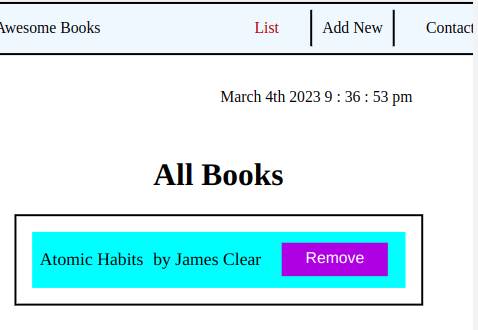 Awesome Books List Add New Contact
March 4th 2023 9 : 36 : 53 pm
All Books
Atomic Habits by James Clear Remove